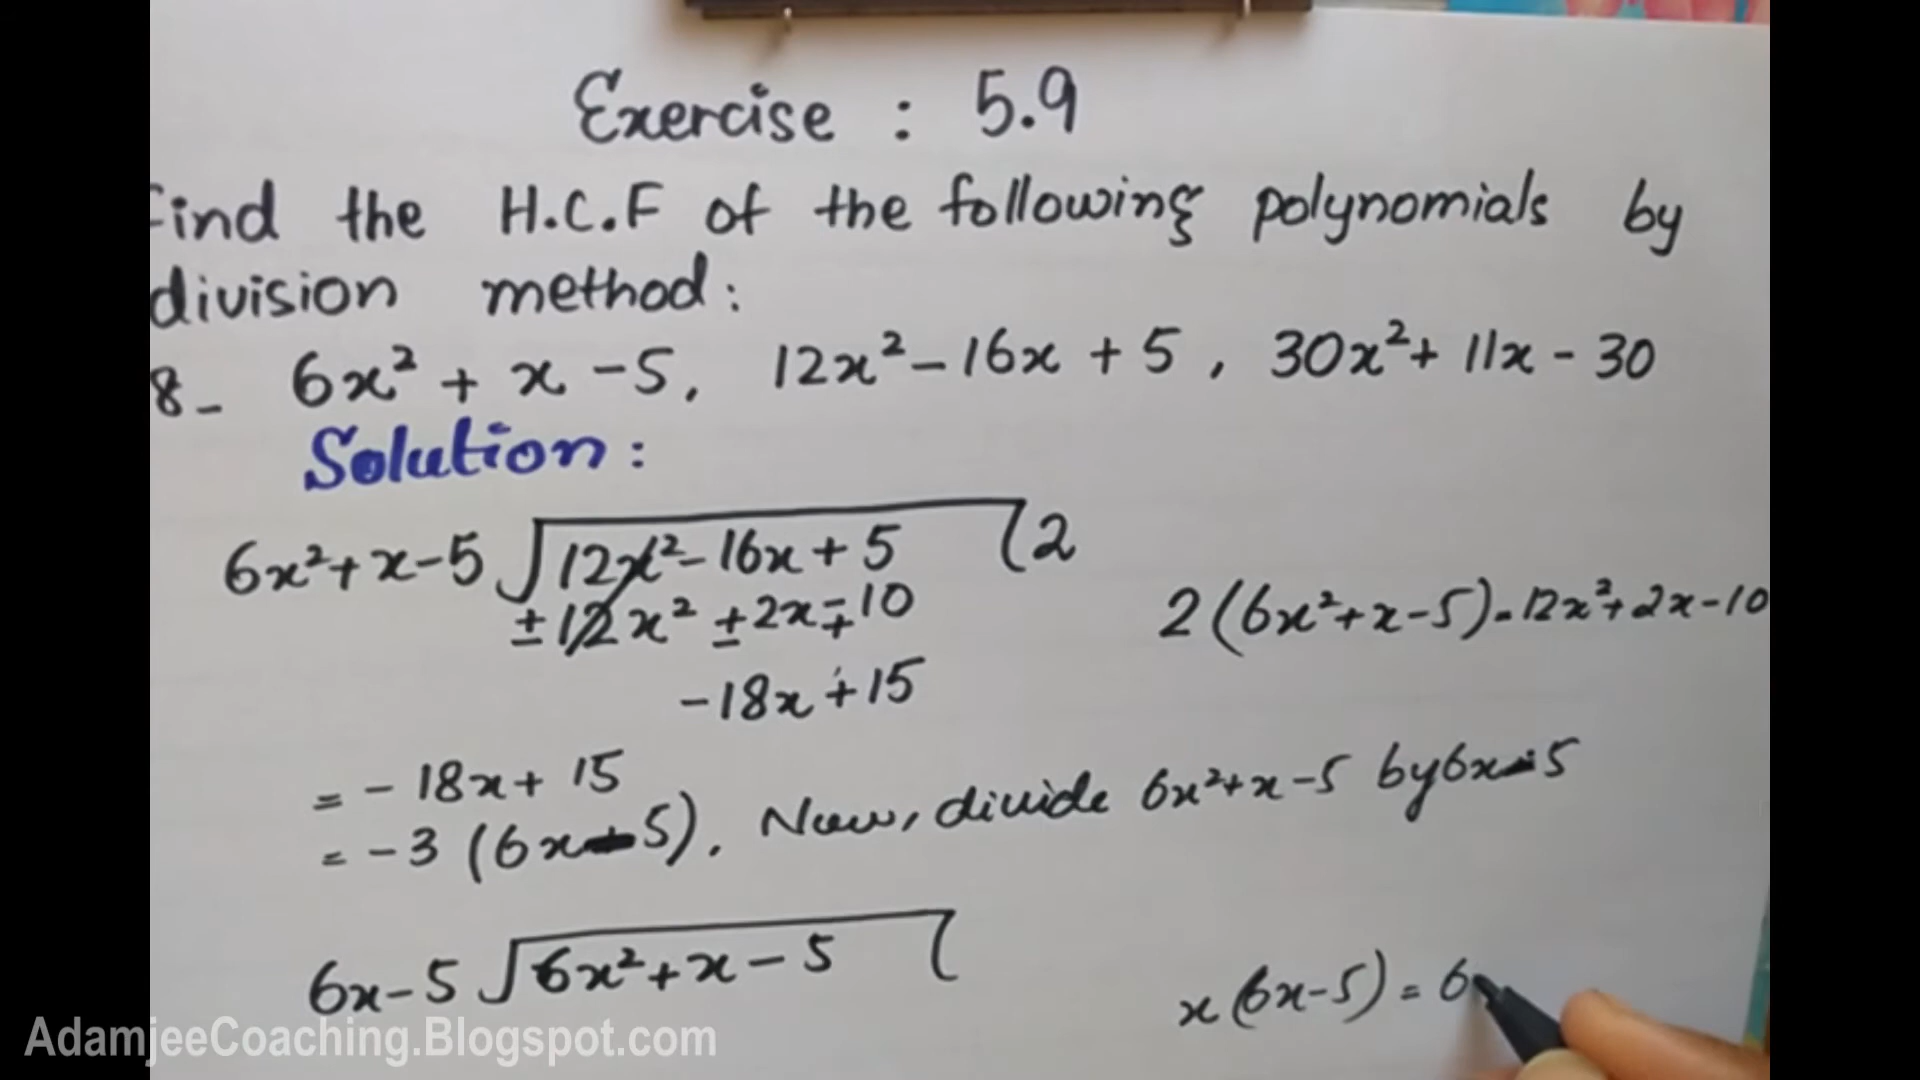 Exercise : 5.9
Find the H.C.F of the following polynomials by
division method:
8- 6x² + x - 5, 12x² - 16x + 5, 30x² + 11x - 30
Solution:
6x² + x - 5 √12x² - 16x + 5 (2
±12x² ±2x ∓10
2(6x² + x - 5) = 12x² + 2x - 10
-18x + 15
= - 18x + 15
= -3 (6x - 5). Now, divide 6x² + x - 5 by 6x - 5
6x - 5 √6x² + x - 5 (
x(6x - 5) = 6
AdamjeeCoaching.Blogspot.com